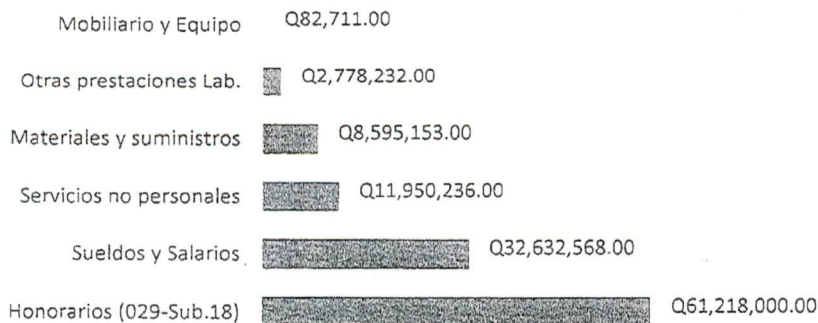 Mobiliario y Equipo Q82,711.00
Otras prestaciones Lab. Q2,778,232.00
Materiales y suministros Q8,595,153.00
Servicios no personales Q11,950,236.00
Sueldos y Salarios Q32,632,568.00
Honorarios (029-Sub.18) Q61,218,000.00